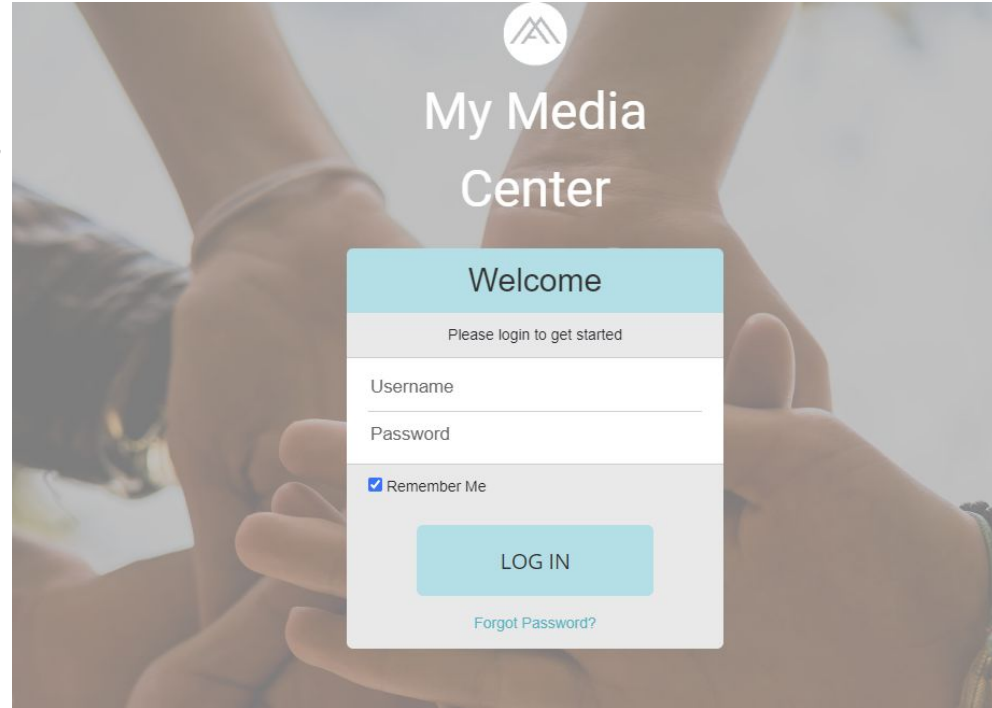 My Media
Center
Welcome
Please login to get started
Username
Password
Remember Me
LOG IN
Forgot Password?